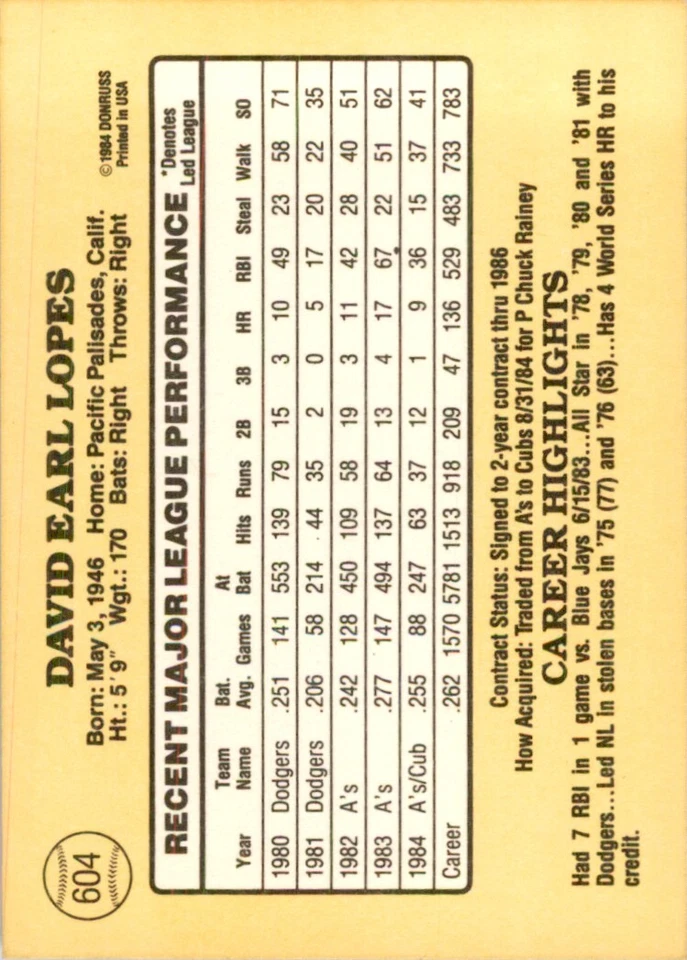 604
DAVID EARL LOPES
Born: May 3, 1946 Home: Pacific Palisades, Calif.
Ht.: 5'9" Wgt.: 170 Bats: Right Throws: Right
©1984 DONRUSS
Printed in USA
RECENT MAJOR LEAGUE PERFORMANCE
*Denotes
Led League
Year Team Name Bat. Avg. Games At Bat Hits Runs 2B 3B HR RBI Steal Walk SO
1980 Dodgers .251 141 553 139 79 15 3 10 49 23 58 71
1981 Dodgers .206 58 214 44 35 2 0 5 17 20 22 35
1982 A's .242 128 450 109 58 19 3 11 42 28 40 51
1983 A's .277 147 494 137 64 13 4 17 67 22 51 62
1984 A's/Cub .255 88 247 63 37 12 1 9 36 15 37 41
Career .262 1570 5781 1513 918 209 47 136 529 483 733 783
Contract Status: Signed to 2-year contract thru 1986
How Acquired: Traded from A's to Cubs 8/31/84 for P Chuck Rainey
CAREER HIGHLIGHTS
Had 7 RBI in 1 game vs. Blue Jays 6/15/83...All Star in '78, '79, '80 and '81 with
Dodgers...Led NL in stolen bases in '75 (77) and '76 (63)...Has 4 World Series HR to his
credit.